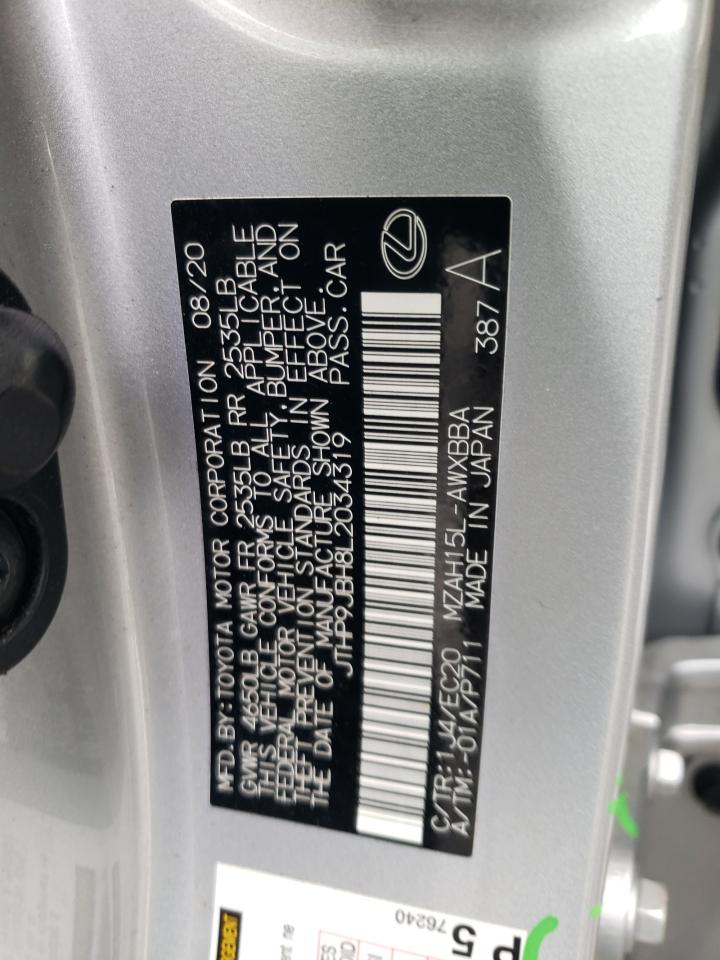 MFD.BY:TOYOTA MOTOR CORPORATION 08/20
GVWR 4650LB GAWR FR 2535LB RR 2535LB
THIS VEHICLE CONFORMS TO ALL APPLICABLE
FEDERAL MOTOR VEHICLE SAFETY,BUMPER,AND
THEFT PREVENTION STANDARDS IN EFFECT ON
THE DATE OF MANUFACTURE SHOWN ABOVE.
JTHP9JBH8L2034319 PASS.CAR
C/TR:1J4/EC20 MZAH15L-AWXBBA 387A
A/TM:-01A/P711 MADE IN JAPAN
76240
P 5